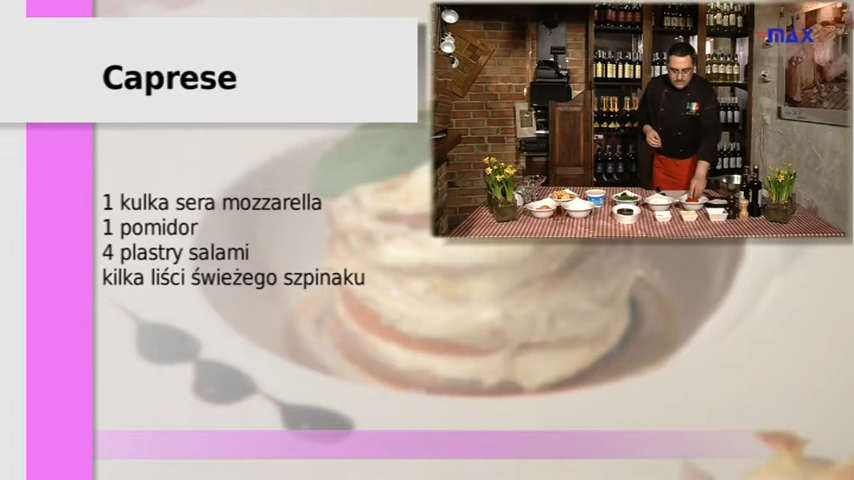 Caprese
1 kulka sera mozzarella
1 pomidor
4 plastry salami
kilka liści świeżego szpinaku
MAX